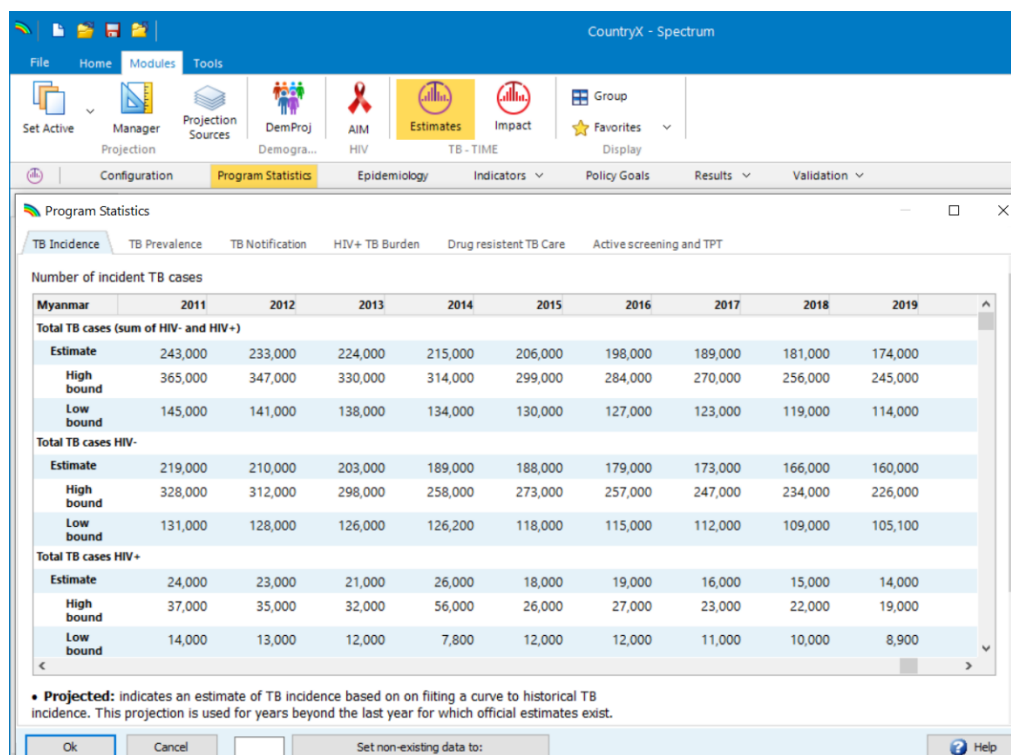 CountryX - Spectrum
File Home Modules Tools
Set Active Manager Projection Sources DemProj AIM Estimates Impact Group
Favorites
Projection Demogra... HIV TB - TIME Display
Configuration Program Statistics Epidemiology Indicators Policy Goals Results Validation
Program Statistics
TB Incidence TB Prevalence TB Notification HIV+ TB Burden Drug resistent TB Care Active screening and TPT
Number of incident TB cases
Myanmar 2011 2012 2013 2014 2015 2016 2017 2018 2019
Total TB cases (sum of HIV- and HIV+)
Estimate 243,000 233,000 224,000 215,000 206,000 198,000 189,000 181,000 174,000
High bound 365,000 347,000 330,000 314,000 299,000 284,000 270,000 256,000 245,000
Low bound 145,000 141,000 138,000 134,000 130,000 127,000 123,000 119,000 114,000
Total TB cases HIV-
Estimate 219,000 210,000 203,000 189,000 188,000 179,000 173,000 166,000 160,000
High bound 328,000 312,000 298,000 258,000 273,000 257,000 247,000 234,000 226,000
Low bound 131,000 128,000 126,000 126,200 118,000 115,000 112,000 109,000 105,100
Total TB cases HIV+
Estimate 24,000 23,000 21,000 26,000 18,000 19,000 16,000 15,000 14,000
High bound 37,000 35,000 32,000 56,000 26,000 27,000 23,000 22,000 19,000
Low bound 14,000 13,000 12,000 7,800 12,000 12,000 11,000 10,000 8,900
• Projected: indicates an estimate of TB incidence based on on fiiting a curve to historical TB
incidence. This projection is used for years beyond the last year for which official estimates exist.
Ok Cancel Set non-existing data to: Help